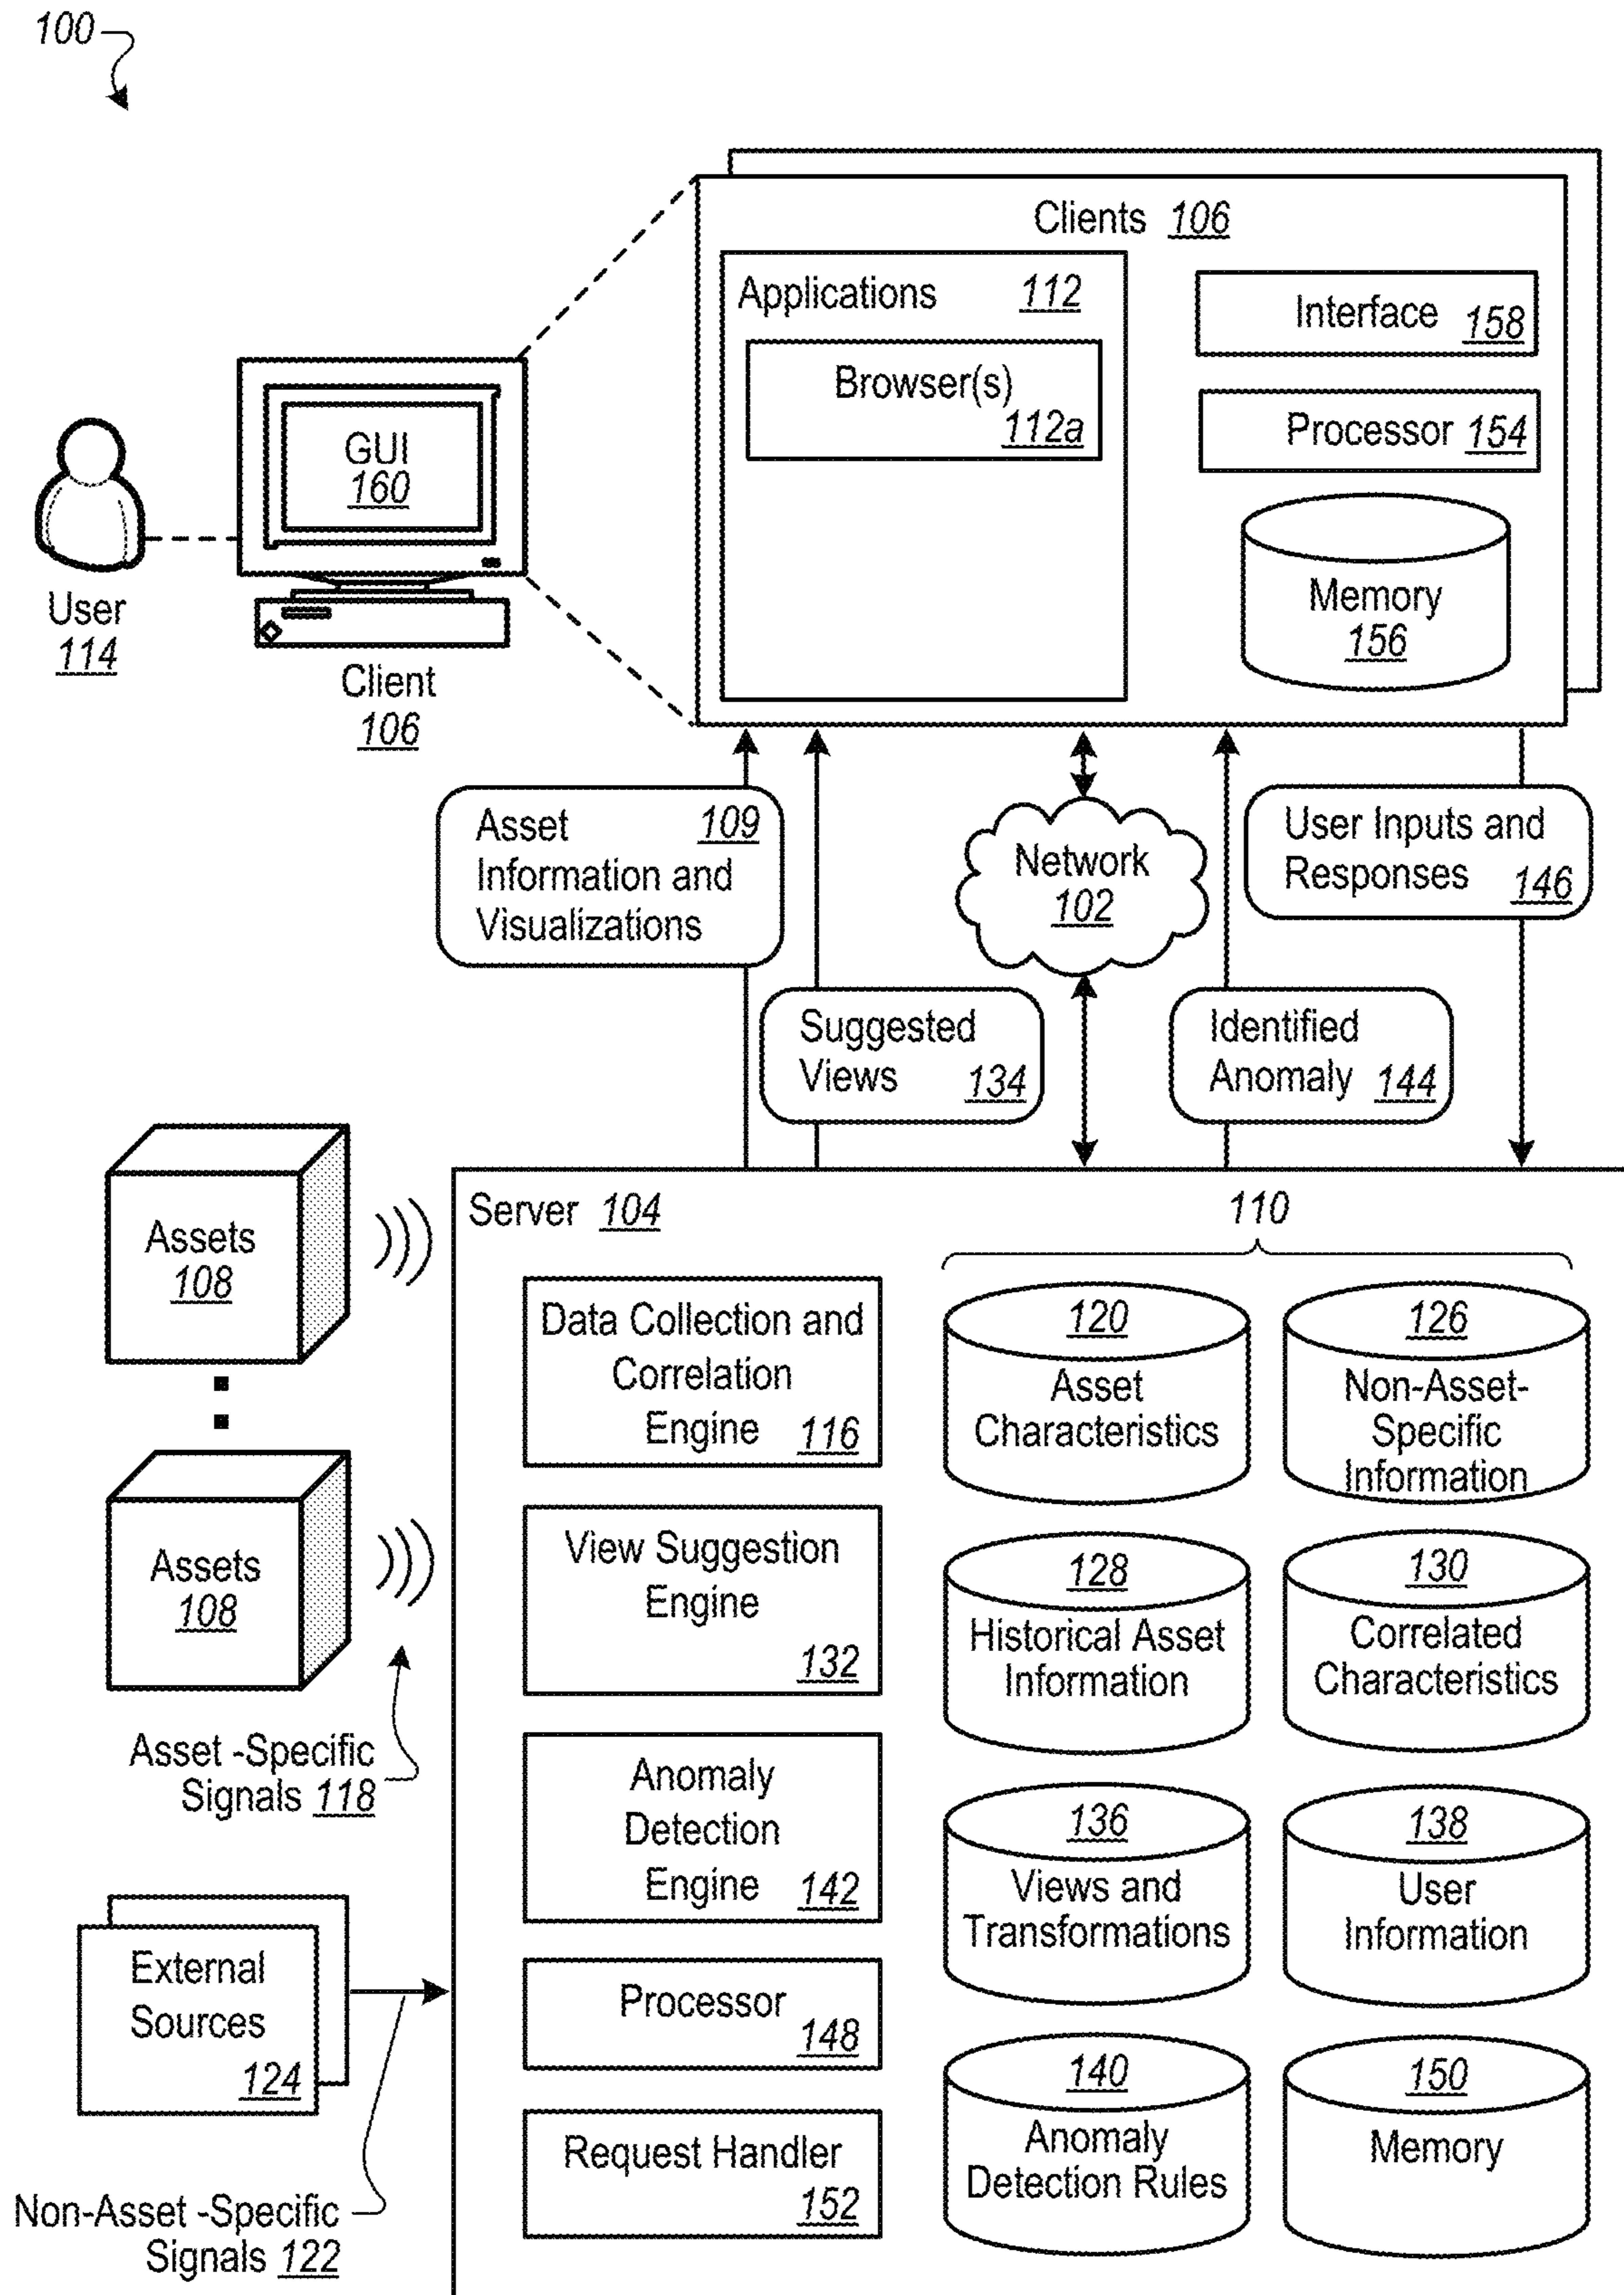 100
Clients 106
Applications 112
Browser(s)
112a
Interface 158
Processor 154
Memory
156
GUI
160
User
114
Client
106
Asset 109
Information and
Visualizations
Suggested
Views 134
Network
102
Identified
Anomaly 144
User Inputs and
Responses 146
Assets
108
Assets
108
Asset -Specific
Signals 118
External
Sources
124
Non-Asset -Specific
Signals 122
Server 104
Data Collection and
Correlation
Engine 116
View Suggestion
Engine
132
Anomaly
Detection
Engine 142
Processor
148
Request Handler
152
110
120
Asset
Characteristics
126
Non-Asset-
Specific
Information
128
Historical Asset
Information
130
Correlated
Characteristics
136
Views and
Transformations
138
User
Information
140
Anomaly
Detection Rules
150
Memory